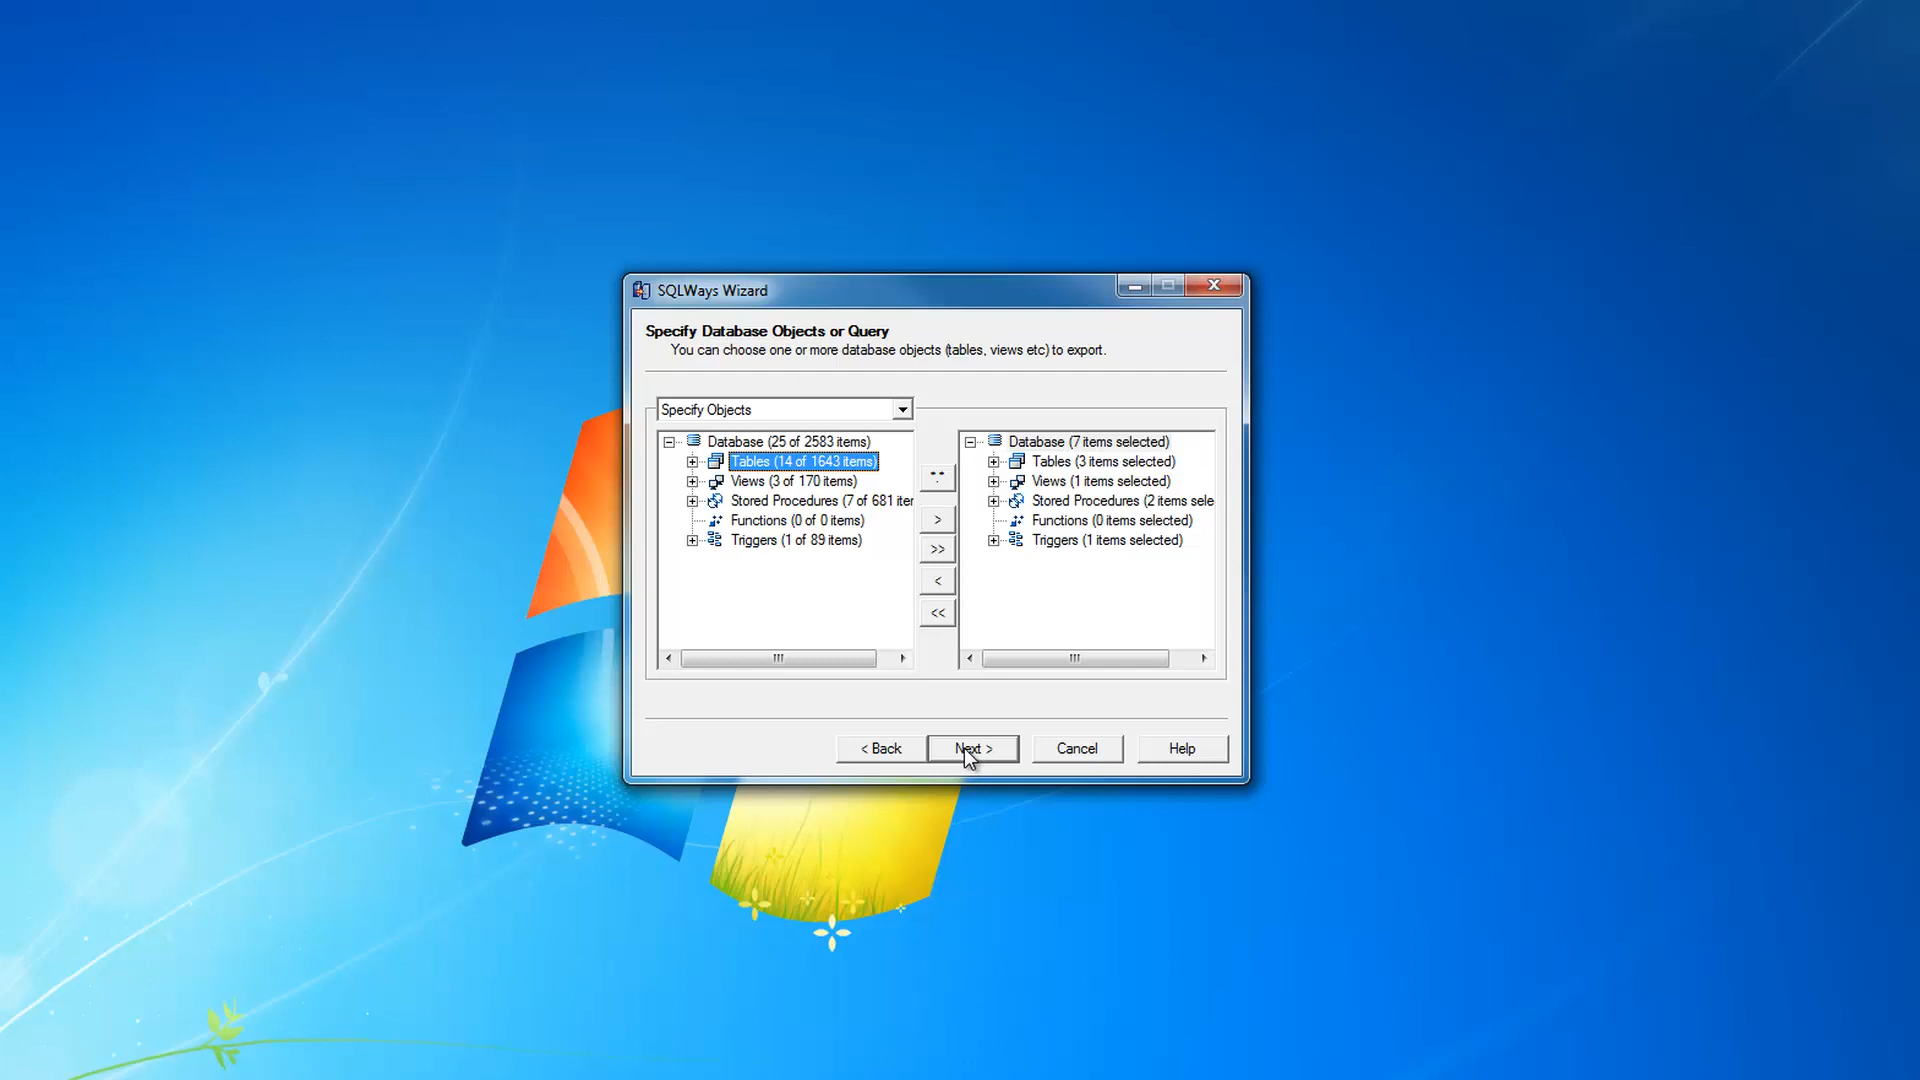 SQLWays Wizard
Specify Database Objects or Query
You can choose one or more database objects (tables, views etc) to export.
Specify Objects
Database (25 of 2583 items)
Tables (14 of 1643 items)
Views (3 of 170 items)
Stored Procedures (7 of 681 iter
Functions (0 of 0 items)
Triggers (1 of 89 items)
>
>>
<
<<
Database (7 items selected)
Tables (3 items selected)
Views (1 items selected)
Stored Procedures (2 items sele
Functions (0 items selected)
Triggers (1 items selected)
< Back
Next >
Cancel
Help